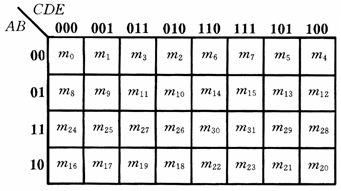 CDE
AB 000 001 011 010 110 111 101 100
00 m₀ m₁ m₃ m₂ m₆ m₇ m₅ m₄
01 m₈ m₉ m₁₁ m₁₀ m₁₄ m₁₅ m₁₃ m₁₂
11 m₂₄ m₂₅ m₂₇ m₂₆ m₃₀ m₃₁ m₂₉ m₂₈
10 m₁₆ m₁₇ m₁₉ m₁₈ m₂₂ m₂₃ m₂₁ m₂₀